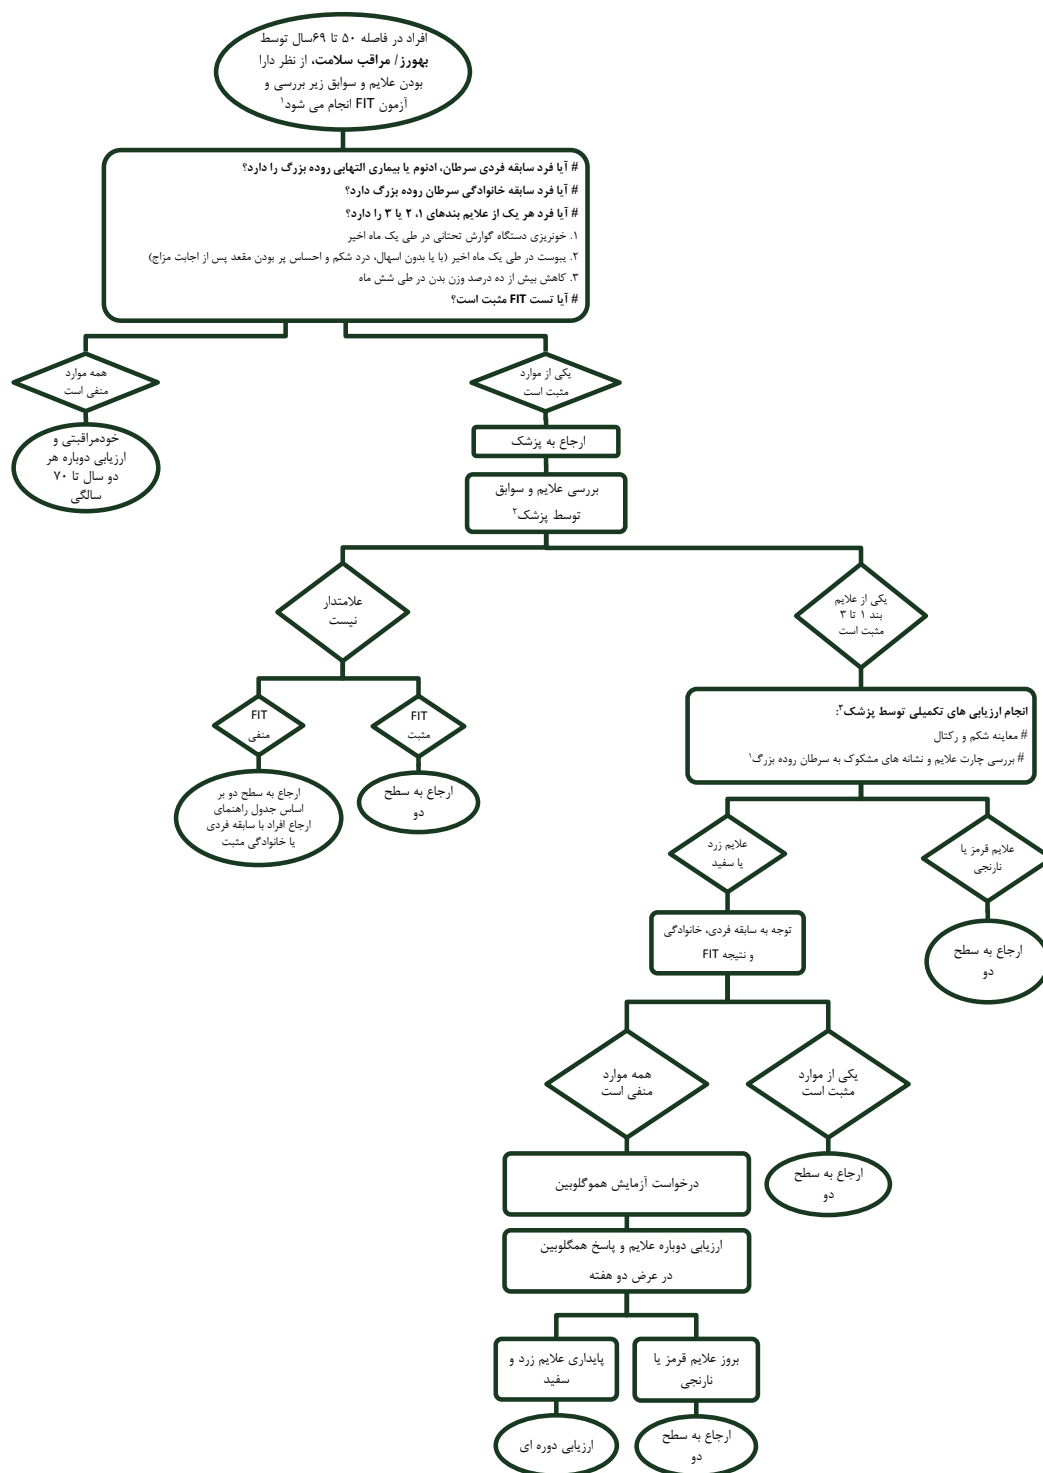 افراد در فاصله ۵۰ تا ۶۹سال توسط
بهورز/ مراقب سلامت، از نظر دارا
بودن علایم و سوابق زیر بررسی و
آزمون FIT انجام می شود۱
# آیا فرد سابقه فردی سرطان، ادنوم یا بیماری التهابی روده بزرگ را دارد؟
# آیا فرد سابقه خانوادگی سرطان روده بزرگ دارد؟
# آیا فرد هر یک از علایم بندهای ۱، ۲ یا ۳ را دارد؟
۱. خونریزی دستگاه گوارش تحتانی در طی یک ماه اخیر
۲. یبوست در طی یک ماه اخیر (با یا بدون اسهال، درد شکم و احساس پر بودن مقعد پس از اجابت مزاج)
۳. کاهش بیش از ده درصد وزن بدن در طی شش ماه
# آیا تست FIT مثبت است؟
یکی از موارد
مثبت است
همه موارد
منفی است
ارجاع به پزشک
خودمراقبتی و
ارزیابی دوباره هر
دو سال تا ۷۰
سالگی
بررسی علایم و سوابق
توسط پزشک۲
یکی از علایم
بند ۱ تا ۳
مثبت است
علامتدار
نیست
FIT
مثبت
FIT
منفی
ارجاع به سطح
دو
ارجاع به سطح دو بر
اساس جدول راهنمای
ارجاع افراد با سابقه فردی
یا خانوادگی مثبت
انجام ارزیابی های تکمیلی توسط پزشک۳:
# معاینه شکم و رکتال
# بررسی چارت علایم و نشانه های مشکوک به سرطان روده بزرگ۱
علایم قرمز یا
نارنجی
علایم زرد
یا سفید
ارجاع به سطح
دو
توجه به سابقه فردی، خانوادگی
و نتیجه FIT
یکی از موارد
مثبت است
همه موارد
منفی است
ارجاع به سطح
دو
درخواست آزمایش هموگلوبین
ارزیابی دوباره علایم و پاسخ همگلوبین
در عرض دو هفته
بروز علایم قرمز یا
نارنجی
پایداری علایم زرد و
سفید
ارجاع به سطح
دو
ارزیابی دوره ای